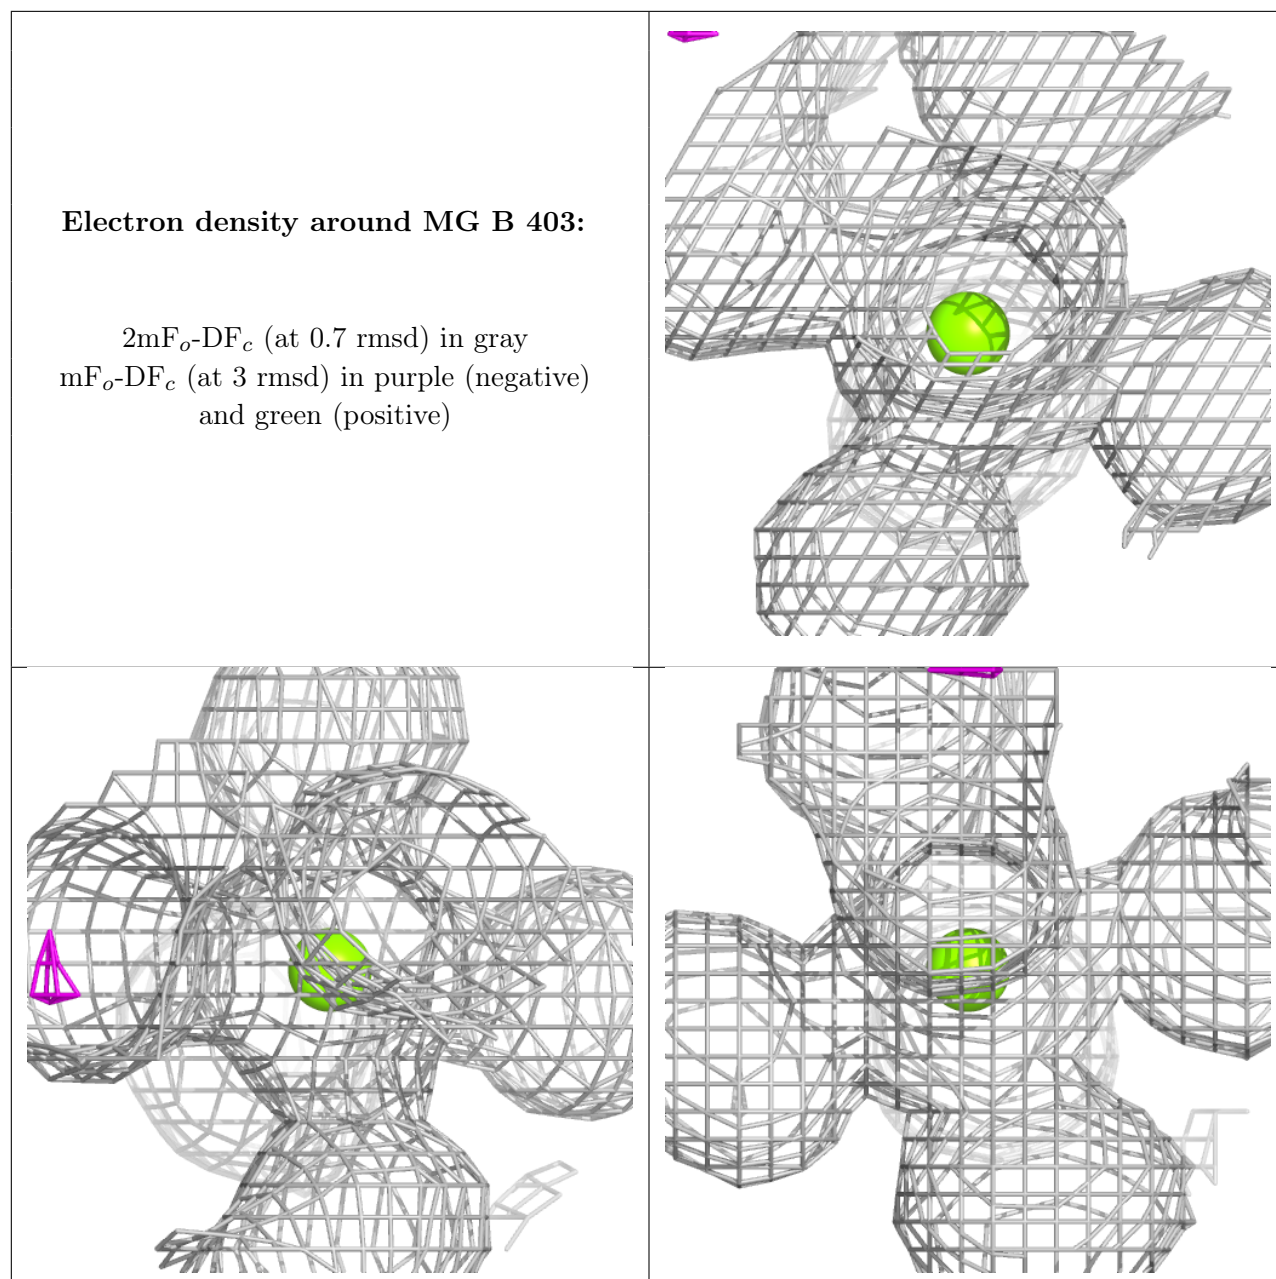 Electron density around MG B 403:
2mFo-DFc (at 0.7 rmsd) in gray
mFo-DFc (at 3 rmsd) in purple (negative)
and green (positive)